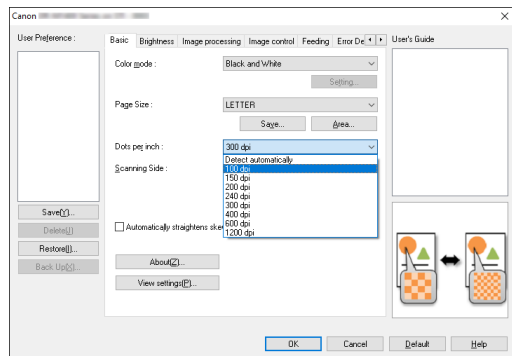 Canon
User Preference :
Basic Brightness Image processing Image control Feeding Error De
User's Guide
Color mode : Black and White
Setting...
Page Size : LETTER
Save... Area...
Dots per inch : 300 dpi
Detect automatically
Scanning Side :
100 dpi
150 dpi
200 dpi
240 dpi
300 dpi
400 dpi
600 dpi
1200 dpi
Automatically straightens ske
Save(Y)...
Delete(J)
Restore(I)...
Back Up(X)...
About(Z)...
View settings(P)...
OK Cancel Default Help